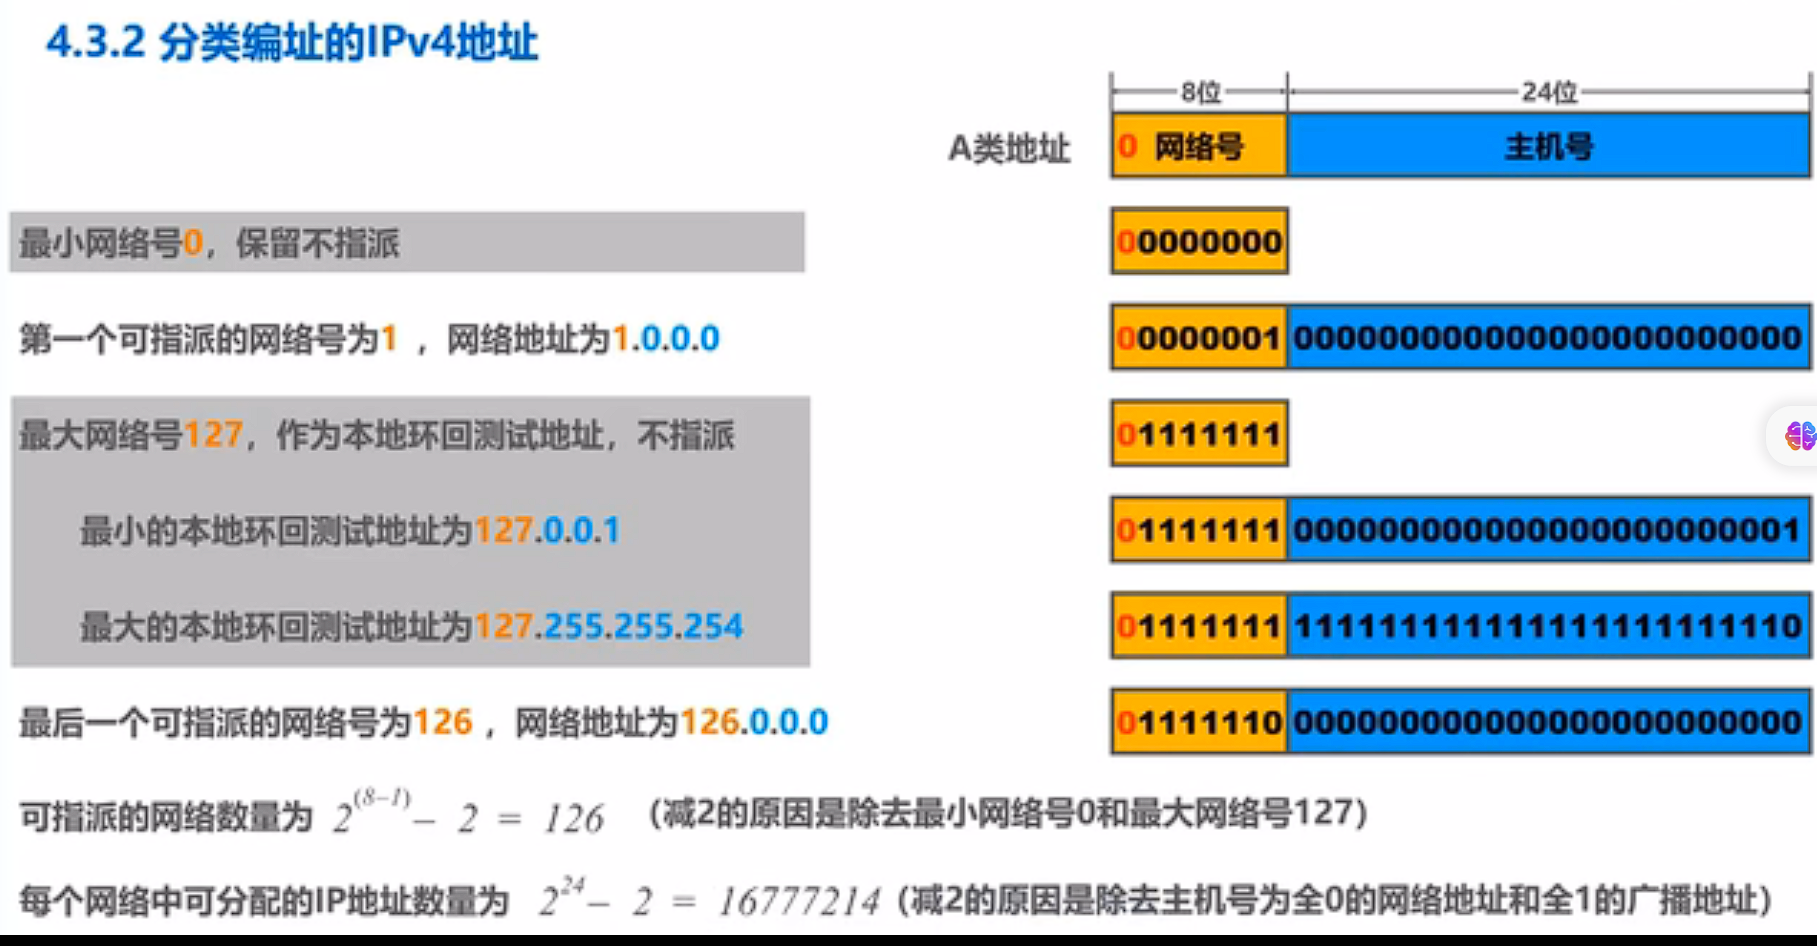 4.3.2 分类编址的IPv4地址
8位 24位
A类地址 0 网络号 主机号
最小网络号0，保留不指派 00000000
第一个可指派的网络号为1 ，网络地址为1.0.0.0 00000001 000000000000000000000000
最大网络号127，作为本地环回测试地址，不指派 01111111
最小的本地环回测试地址为127.0.0.1 01111111 000000000000000000000001
最大的本地环回测试地址为127.255.255.254 01111111 111111111111111111111110
最后一个可指派的网络号为126 ，网络地址为126.0.0.0 01111110 000000000000000000000000
可指派的网络数量为 2^(8-1) - 2 = 126 （减2的原因是除去最小网络号0和最大网络号127）
每个网络中可分配的IP地址数量为 2^24 - 2 = 16777214 (减2的原因是除去主机号为全0的网络地址和全1的广播地址)